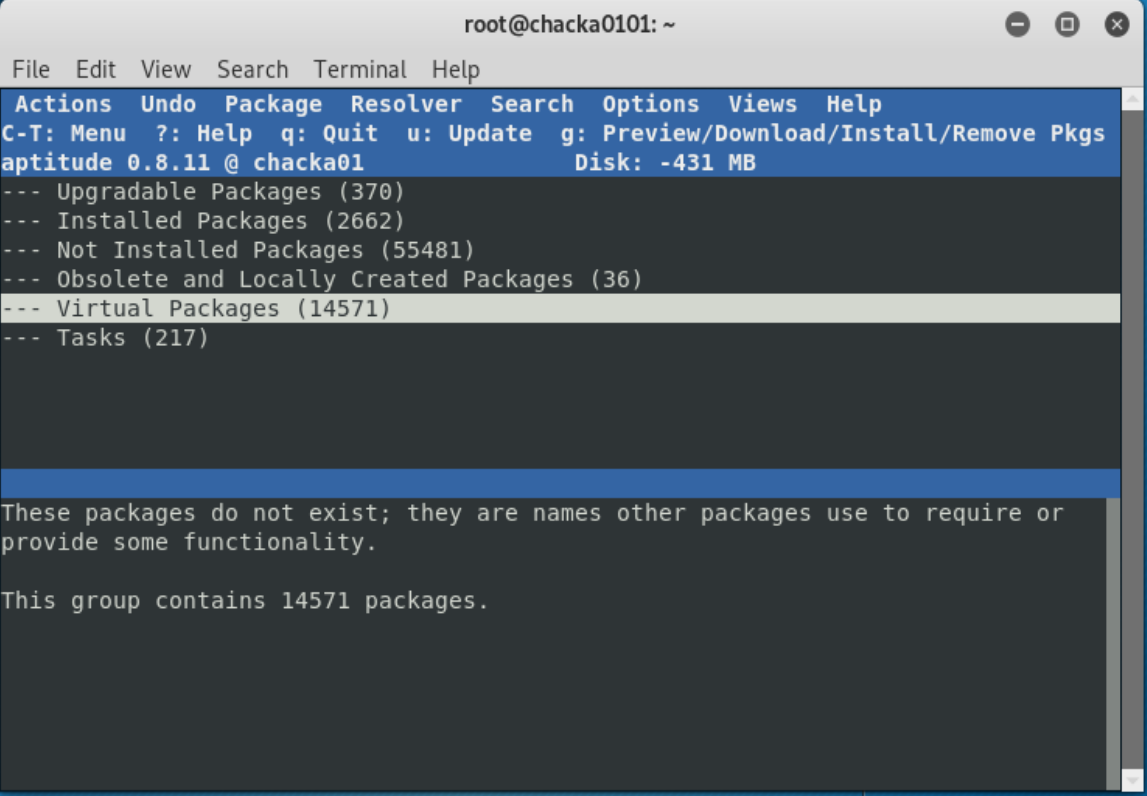 root@chacka0101: ~
File Edit View Search Terminal Help
Actions Undo Package Resolver Search Options Views Help
C-T: Menu ?: Help q: Quit u: Update g: Preview/Download/Install/Remove Pkgs
aptitude 0.8.11 @ chacka01 Disk: -431 MB
--- Upgradable Packages (370)
--- Installed Packages (2662)
--- Not Installed Packages (55481)
--- Obsolete and Locally Created Packages (36)
--- Virtual Packages (14571)
--- Tasks (217)
These packages do not exist; they are names other packages use to require or
provide some functionality.
This group contains 14571 packages.